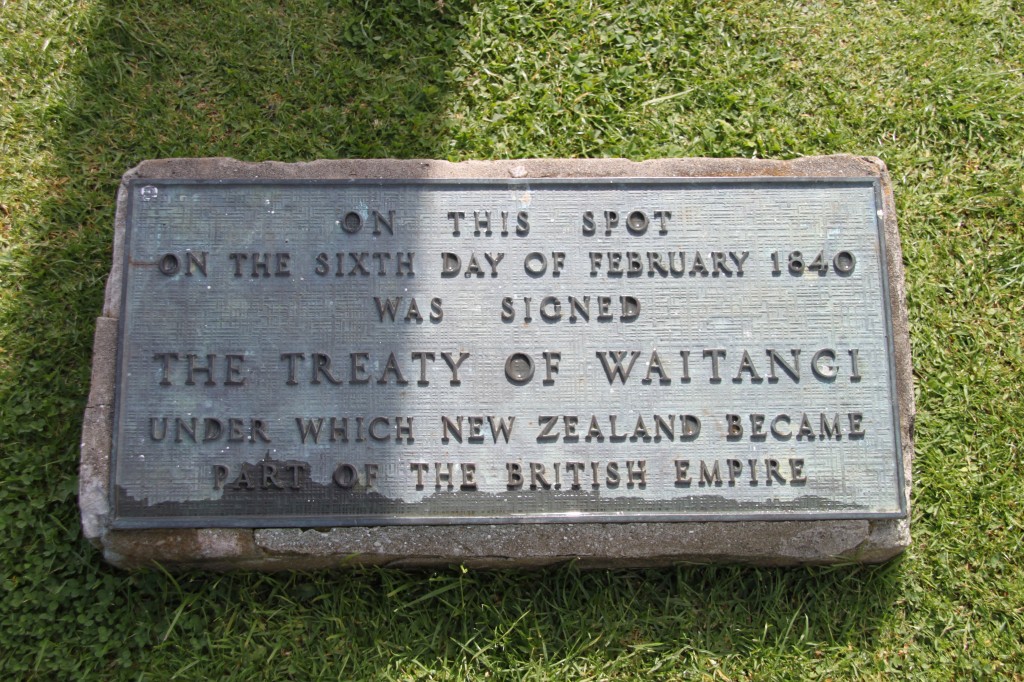 ON THIS SPOT
ON THE SIXTH DAY OF FEBRUARY 1840
WAS SIGNED
THE TREATY OF WAITANGI
UNDER WHICH NEW ZEALAND BECAME
PART OF THE BRITISH EMPIRE